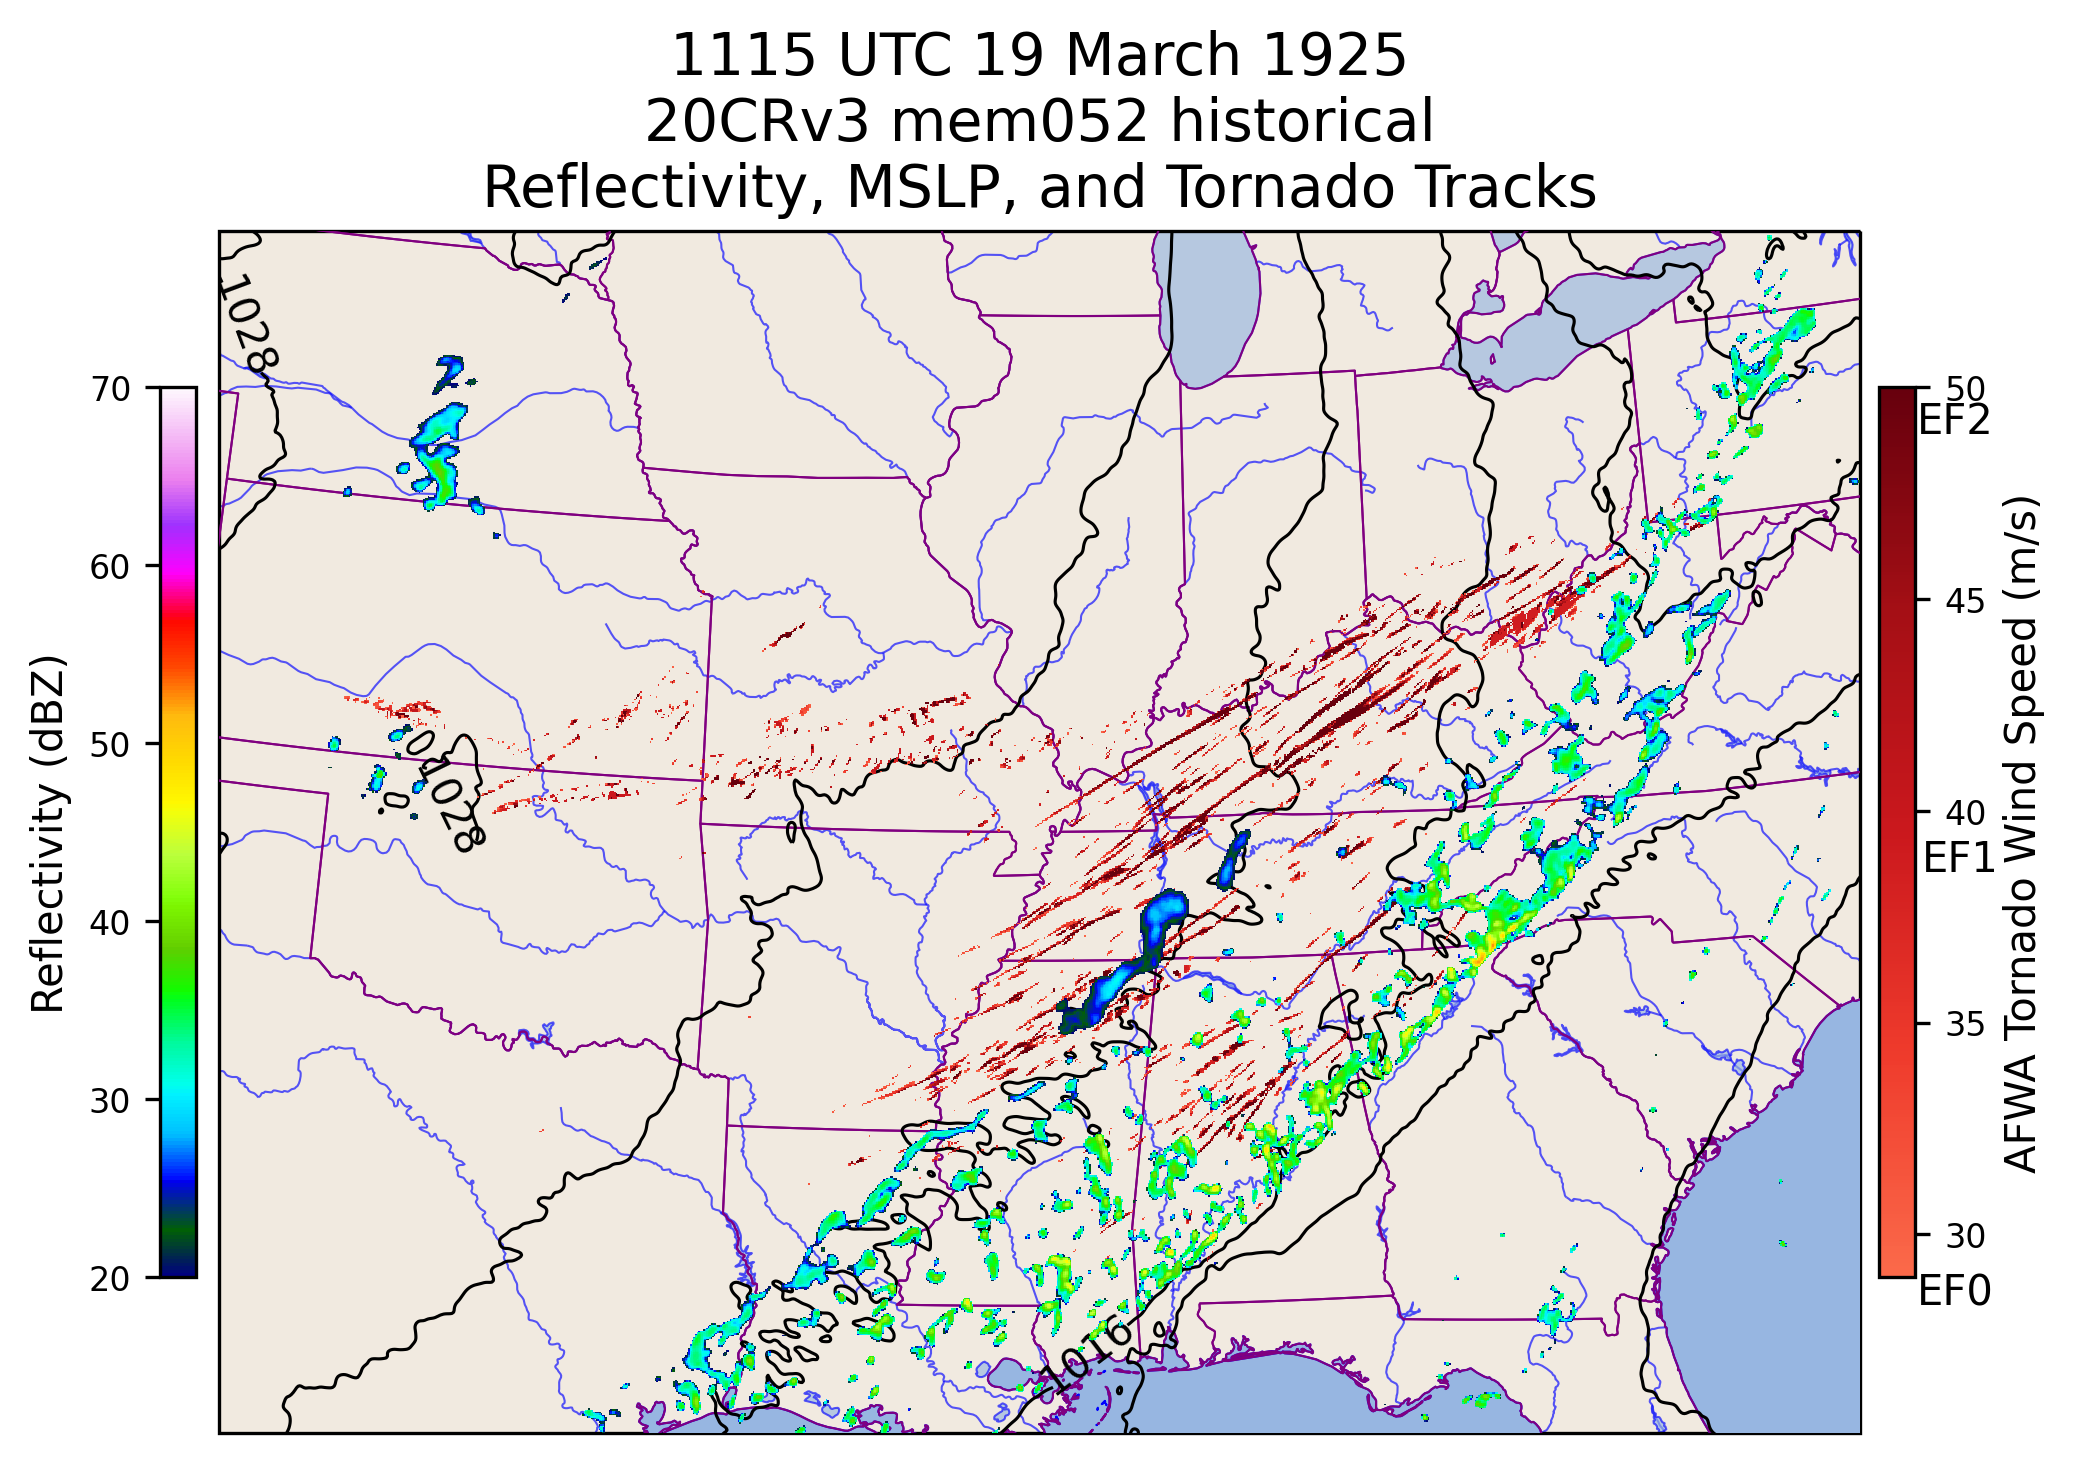 1115 UTC 19 March 1925
20CRv3 mem052 historical
Reflectivity, MSLP, and Tornado Tracks
1028
1028
1016
70
60
50
40
30
20
Reflectivity (dBZ)
50
EF2
45
40
EF1
35
30
EF0
AFWA Tornado Wind Speed (m/s)